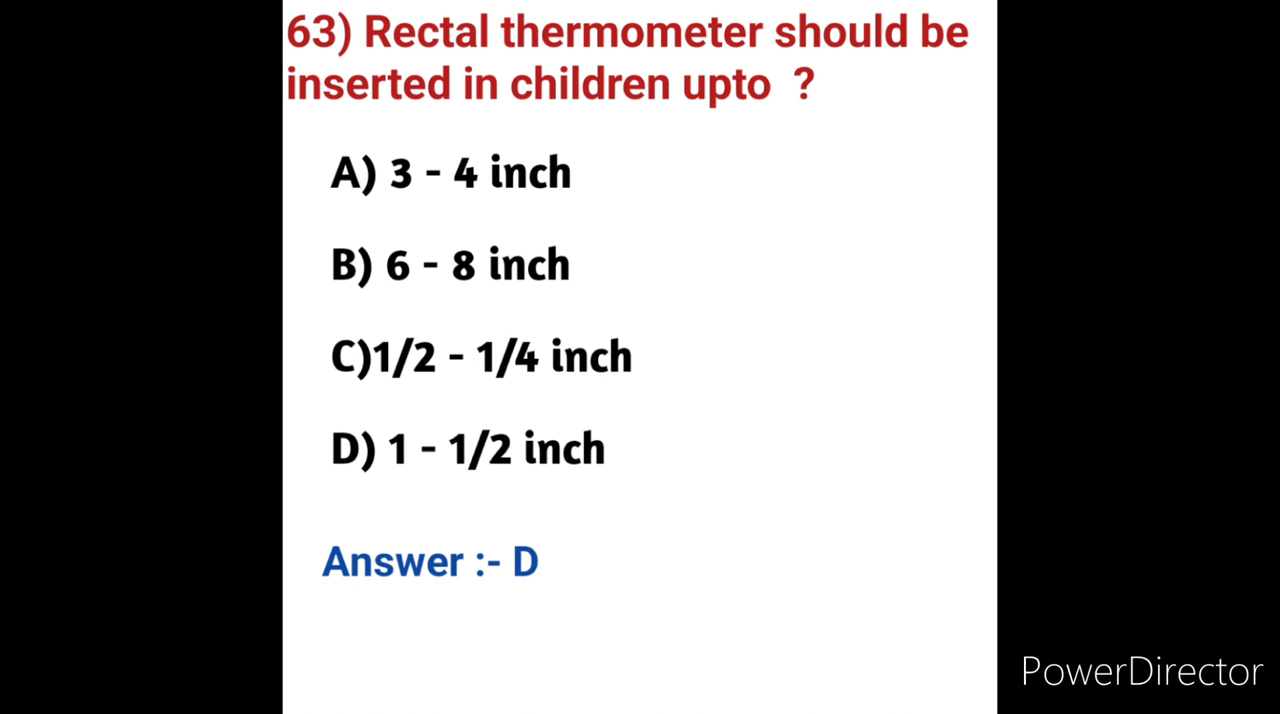 63) Rectal thermometer should be
inserted in children upto ?
A) 3 - 4 inch
B) 6 - 8 inch
C)1/2 - 1/4 inch
D) 1 - 1/2 inch
Answer :- D
PowerDirector